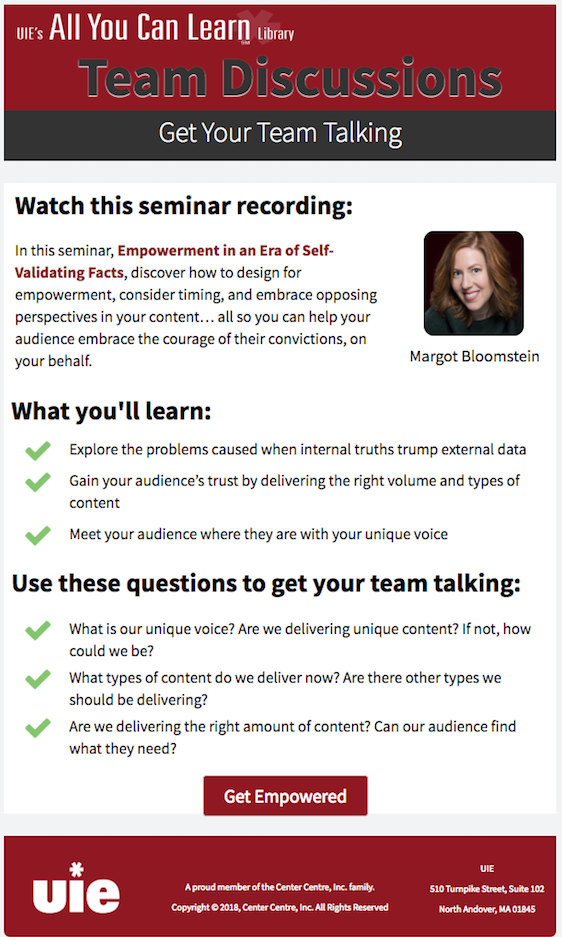 UIE's All You Can Learn Library
SM
Team Discussions
Get Your Team Talking
Watch this seminar recording:
In this seminar, Empowerment in an Era of Self-
Validating Facts, discover how to design for
empowerment, consider timing, and embrace opposing
perspectives in your content… all so you can help your
audience embrace the courage of their convictions, on
your behalf.
Margot Bloomstein
What you'll learn:
Explore the problems caused when internal truths trump external data
Gain your audience’s trust by delivering the right volume and types of
content
Meet your audience where they are with your unique voice
Use these questions to get your team talking:
What is our unique voice? Are we delivering unique content? If not, how
could we be?
What types of content do we deliver now? Are there other types we
should be delivering?
Are we delivering the right amount of content? Can our audience find
what they need?
Get Empowered
uie
A proud member of the Center Centre, Inc. family.
Copyright © 2018, Center Centre, Inc. All Rights Reserved
UIE
510 Turnpike Street, Suite 102
North Andover, MA 01845